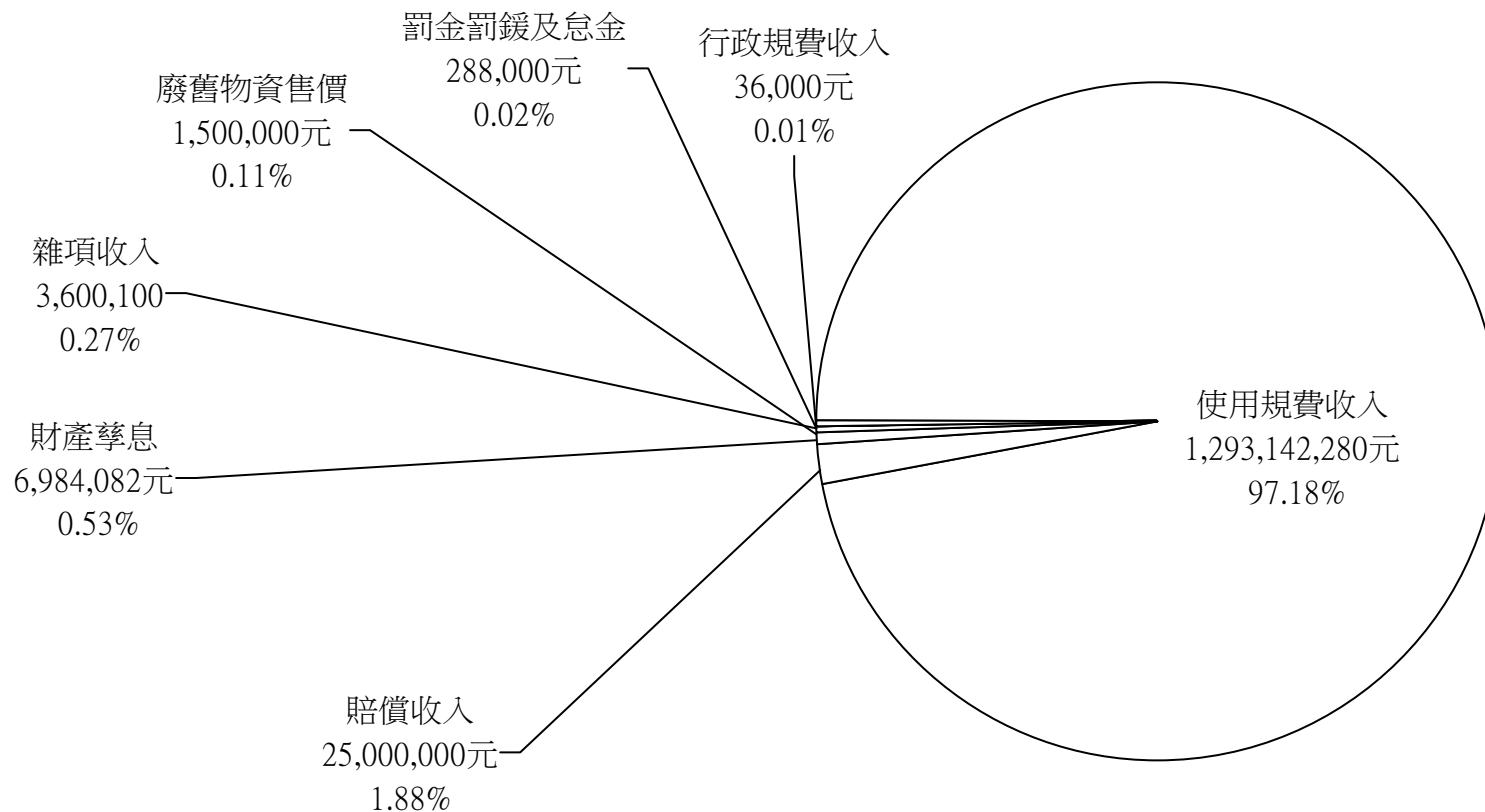 罰金罰鍰及怠金
288,000元
0.02%
行政規費收入
36,000元
0.01%
廢舊物資售價
1,500,000元
0.11%
雜項收入
3,600,100
0.27%
財產孳息
6,984,082元
0.53%
賠償收入
25,000,000元
1.88%
使用規費收入
1,293,142,280元
97.18%